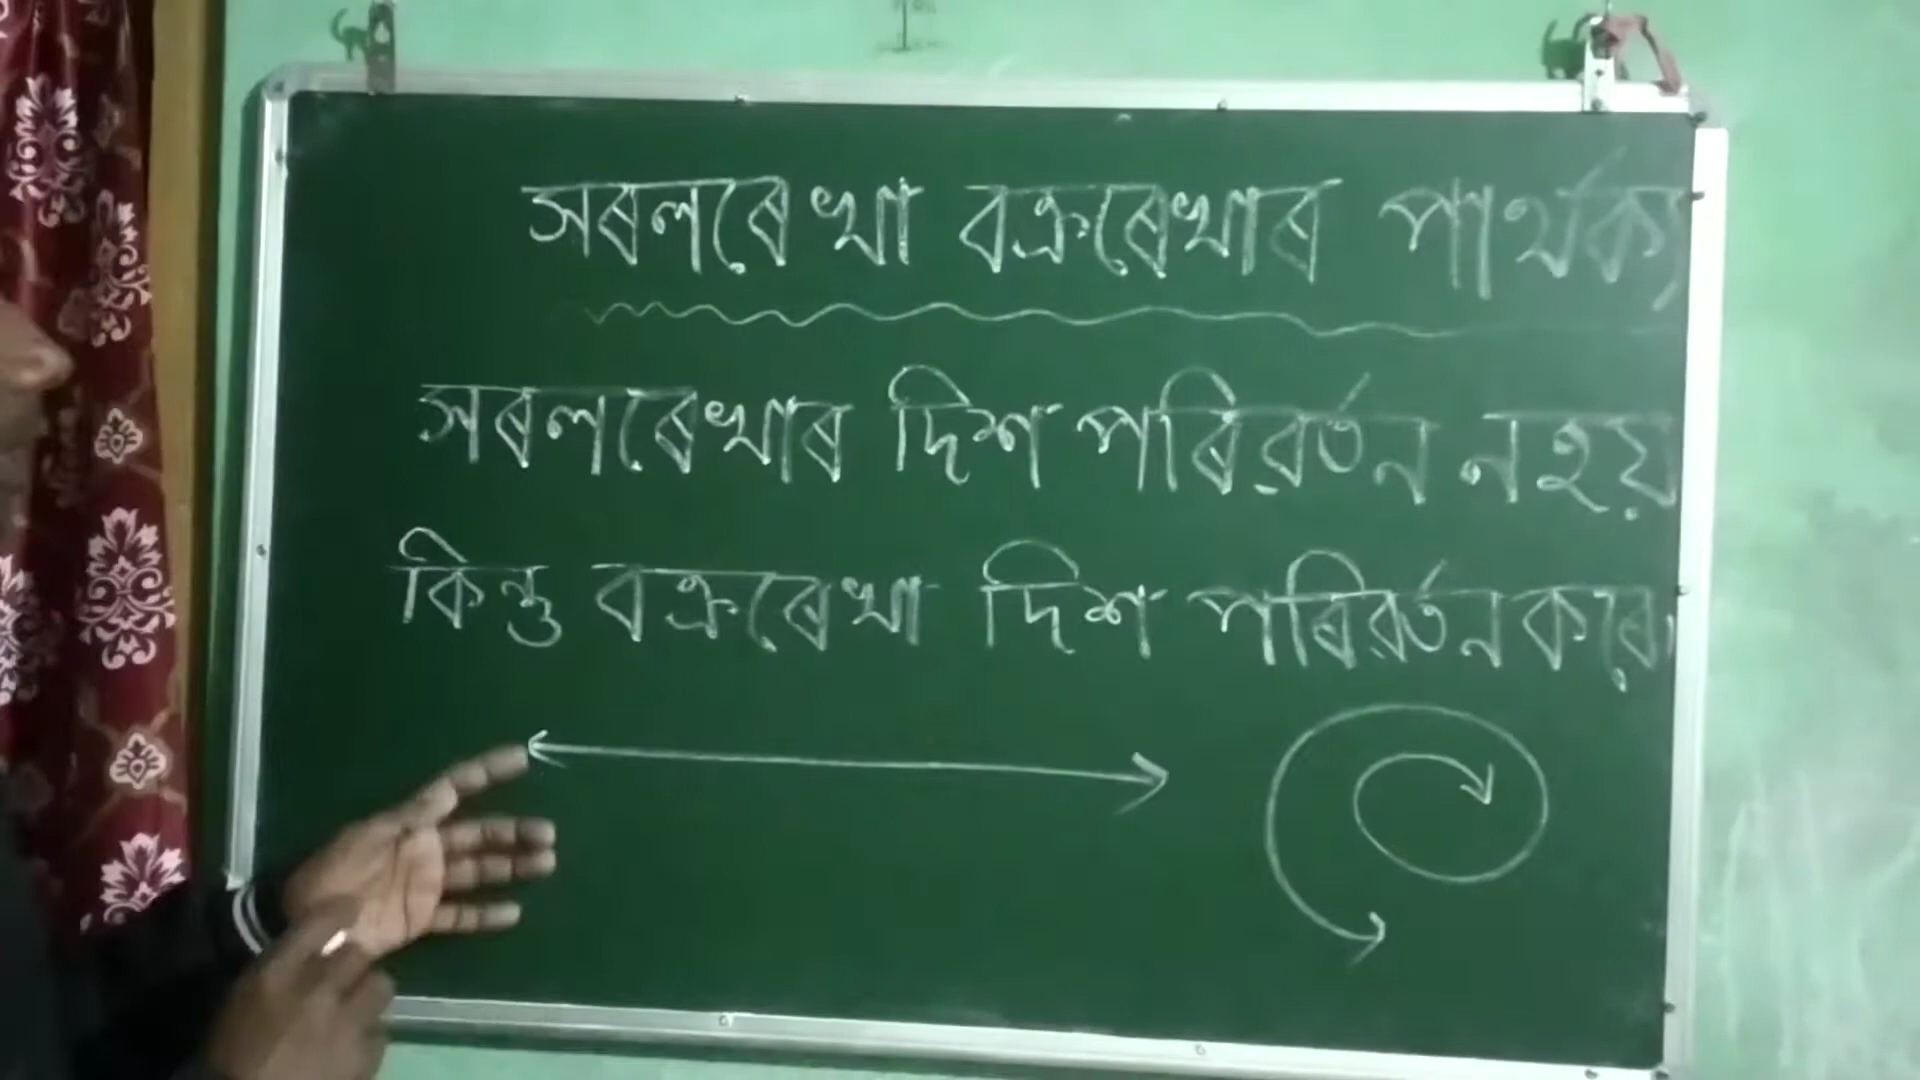 সৰলৰেখা বক্ৰৰেখাৰ পাৰ্থক্য
সৰলৰেখাৰ দিশ পৰিৱৰ্তন নহয়
কিন্তু বক্ৰৰেখা দিশ পৰিৱৰ্তন কৰে।